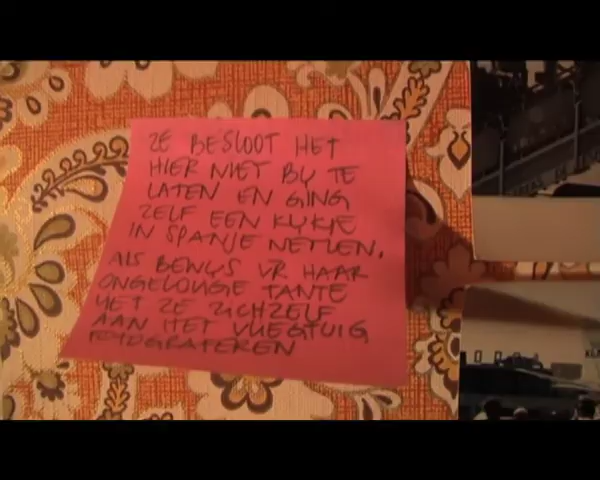 ZE BESLOOT HET
HIER NIET BIJ TE
LATEN EN GING
ZELF EEN KIJKJE
IN SPANJE NEMEN.
ALS BEWIJS VR HAAR
ONGELOVIGE TANTE
LIET ZE ZICHZELF
AAN HET VLIEGTUIG
FOTOGRAFEREN